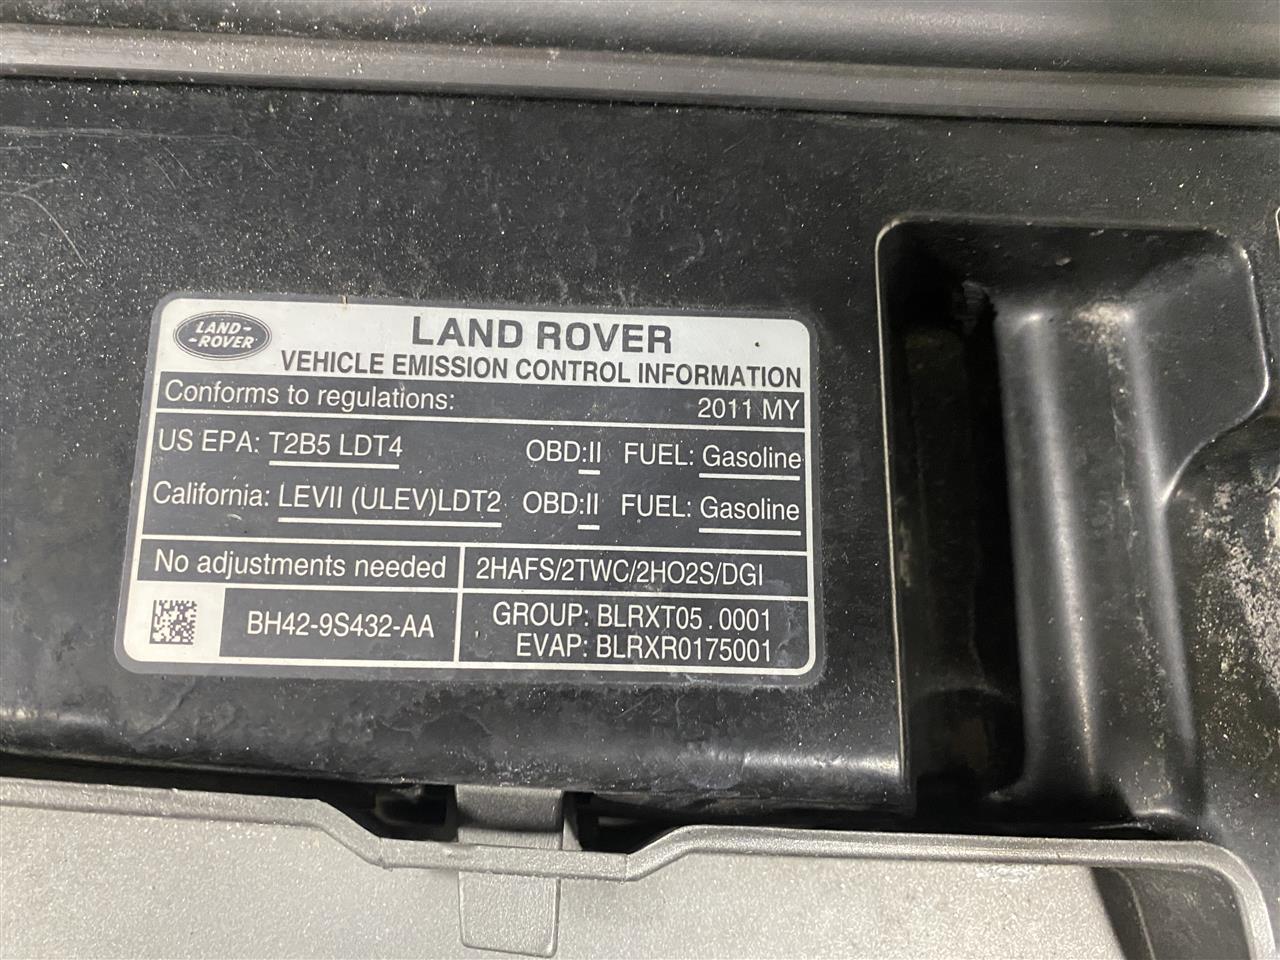 LAND-
-ROVER
LAND ROVER
VEHICLE EMISSION CONTROL INFORMATION
Conforms to regulations: 2011 MY
US EPA: T2B5 LDT4 OBD:II FUEL: Gasoline
California: LEVII (ULEV)LDT2 OBD:II FUEL: Gasoline
No adjustments needed 2HAFS/2TWC/2HO2S/DGI
BH42-9S432-AA
GROUP: BLRXT05.0001
EVAP: BLRXR0175001